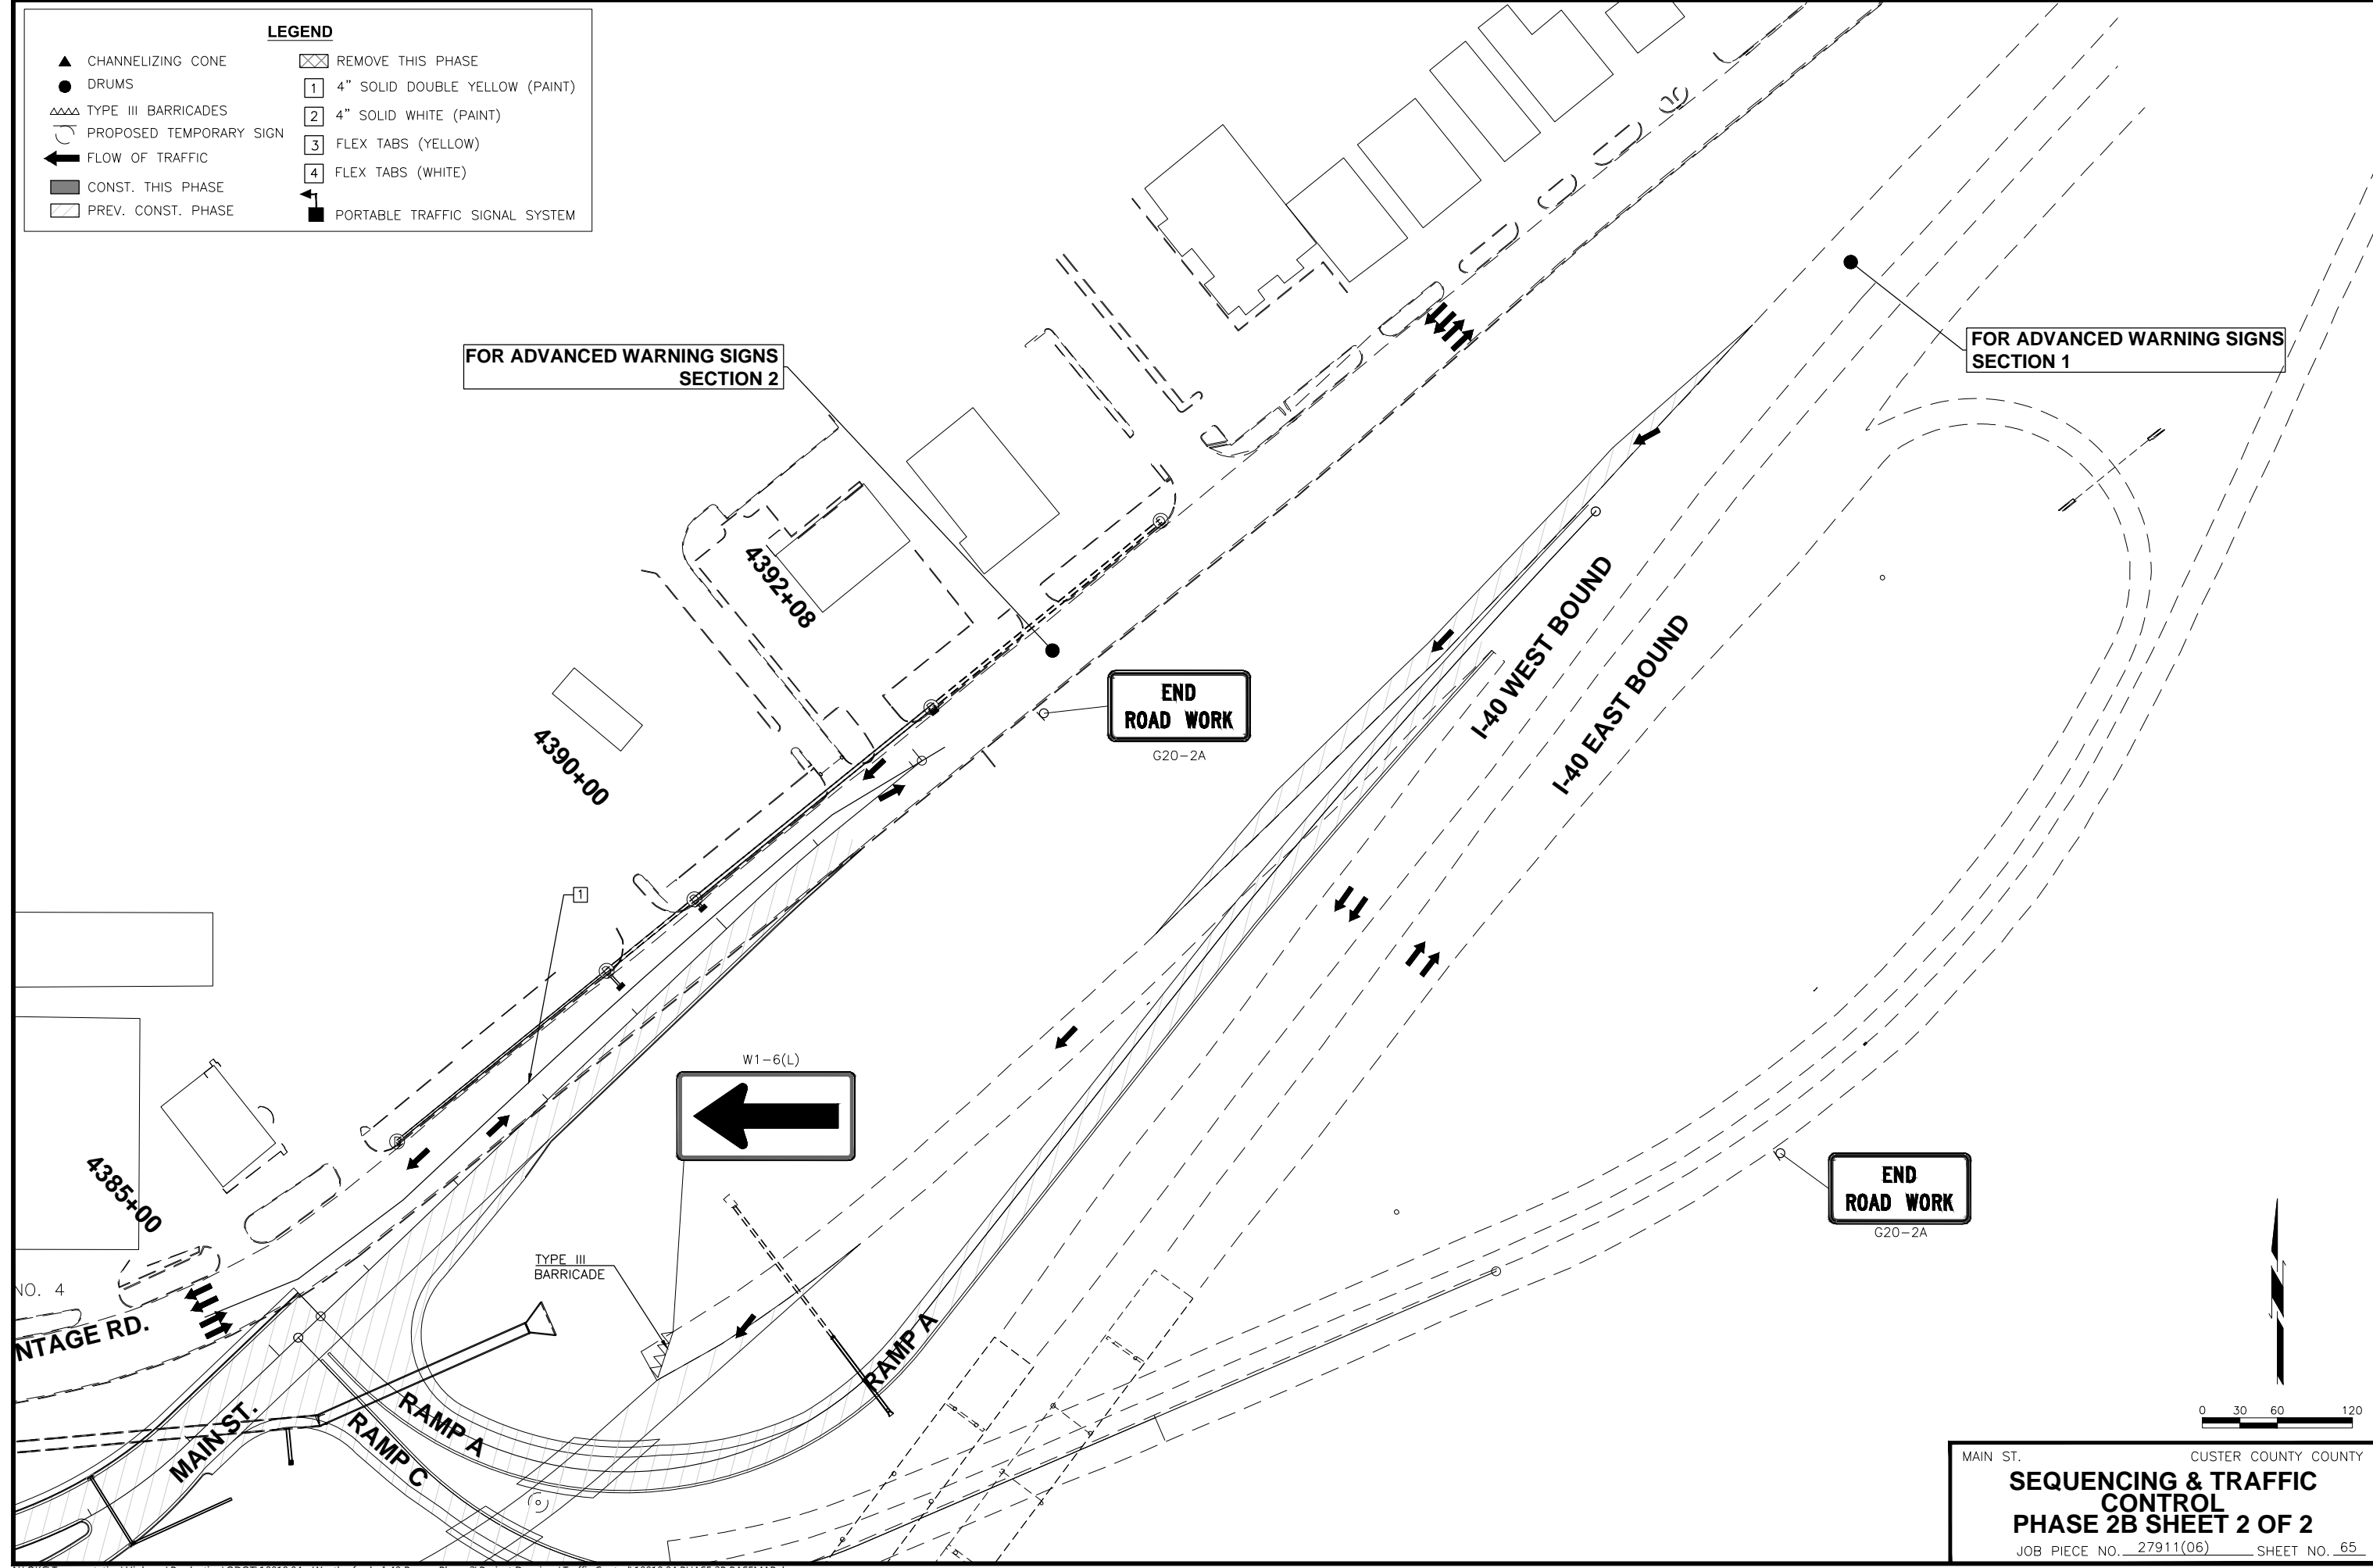 LEGEND
CHANNELIZING CONE
DRUMS
TYPE III BARRICADES
PROPOSED TEMPORARY SIGN
FLOW OF TRAFFIC
CONST. THIS PHASE
PREV. CONST. PHASE
REMOVE THIS PHASE
1 4" SOLID DOUBLE YELLOW (PAINT)
2 4" SOLID WHITE (PAINT)
3 FLEX TABS (YELLOW)
4 FLEX TABS (WHITE)
PORTABLE TRAFFIC SIGNAL SYSTEM
FOR ADVANCED WARNING SIGNS
SECTION 2
FOR ADVANCED WARNING SIGNS
SECTION 1
4392+08
4390+00
4385+00
END
ROAD WORK
G20-2A
I-40 WEST BOUND
I-40 EAST BOUND
1
W1-6(L)
TYPE III
BARRICADE
END
ROAD WORK
G20-2A
NO. 4
NTAGE RD.
MAIN ST.
RAMP A
RAMP C
RAMP A
0 30 60 120
MAIN ST. CUSTER COUNTY COUNTY
SEQUENCING & TRAFFIC
CONTROL
PHASE 2B SHEET 2 OF 2
JOB PIECE NO. 27911(06) SHEET NO. 65